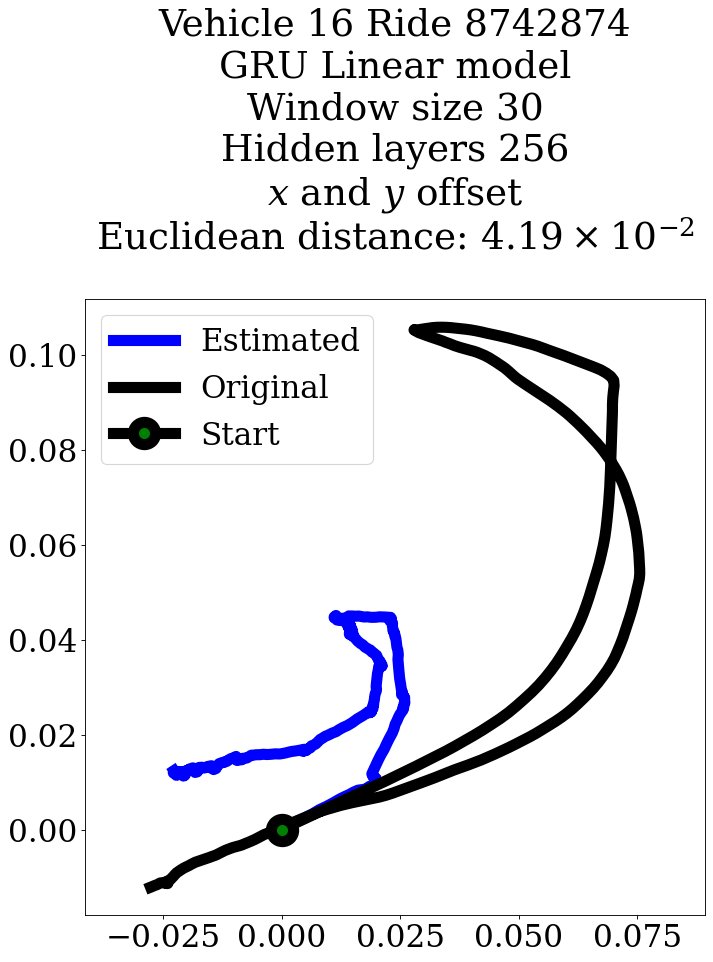 Vehicle 16 Ride 8742874
GRU Linear model
Window size 30
Hidden layers 256
x and y offset
Euclidean distance: 4.19 × 10⁻²
Estimated
Original
Start
0.10
0.08
0.06
0.04
0.02
0.00
−0.025 0.000 0.025 0.050 0.075